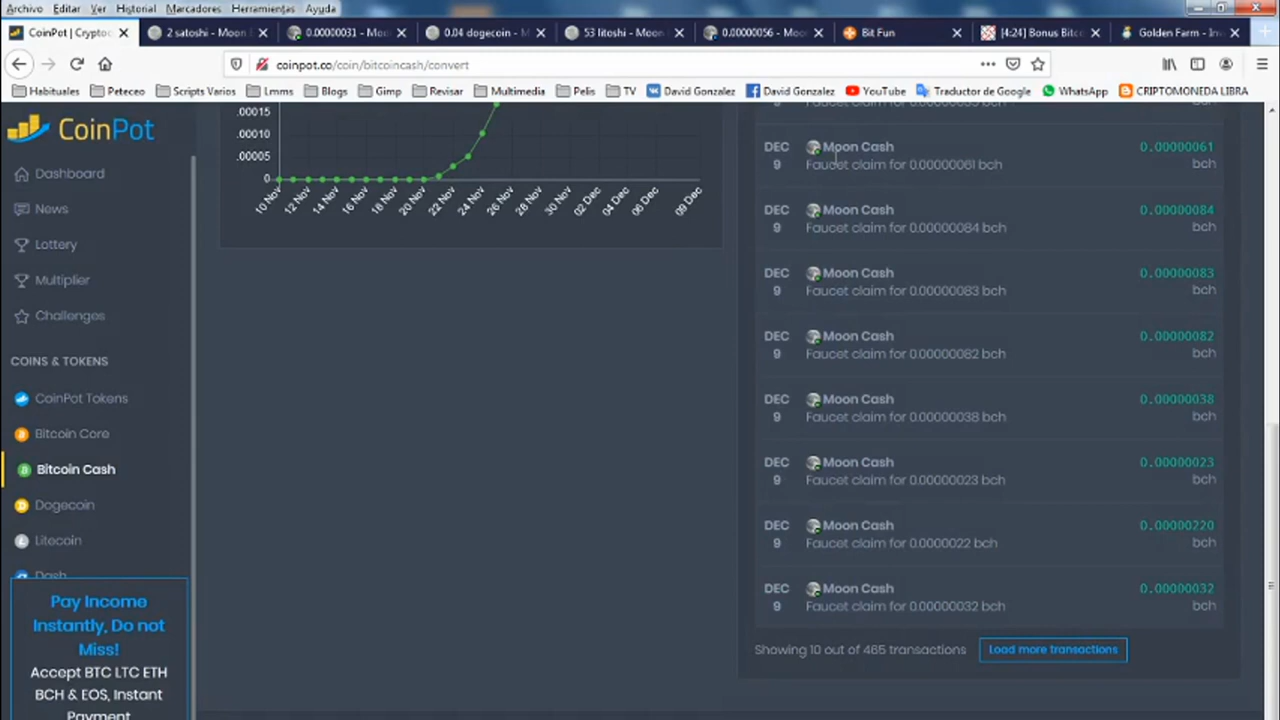 Archivo Editar Ver Historial Marcadores Herramientas Ayuda
CoinPot | Cryptoc
2 satoshi - Moon
0.00000031 - Moo
0.04 dogecoin - M
53 litoshi - Moon
0.00000056 - Moo
Bit Fun
[4:24] Bonus Bitco
Golden Farm - Inv
coinpot.co/coin/bitcoincash/convert
Habituales Peteceo Scripts Varios Lmms Blogs Gimp Revisar Multimedia Pelis TV David Gonzalez David Gonzalez YouTube Traductor de Google WhatsApp CRIPTOMONEDA LIBRA
CoinPot
Dashboard
News
Lottery
Multiplier
Challenges
COINS & TOKENS
CoinPot Tokens
Bitcoin Core
Bitcoin Cash
Dogecoin
Litecoin
Dash
Pay Income
Instantly, Do not
Miss!
Accept BTC LTC ETH
BCH & EOS, Instant
Payment
.00015
.00010
.00005
0
10 Nov 12 Nov 14 Nov 16 Nov 18 Nov 20 Nov 22 Nov 24 Nov 26 Nov 28 Nov 30 Nov 02 Dec 04 Dec 06 Dec 09 Dec
9 bch
DEC Moon Cash 0.00000061
9 Faucet claim for 0.00000061 bch bch
DEC Moon Cash 0.00000084
9 Faucet claim for 0.00000084 bch bch
DEC Moon Cash 0.00000083
9 Faucet claim for 0.00000083 bch bch
DEC Moon Cash 0.00000082
9 Faucet claim for 0.00000082 bch bch
DEC Moon Cash 0.00000038
9 Faucet claim for 0.00000038 bch bch
DEC Moon Cash 0.00000023
9 Faucet claim for 0.00000023 bch bch
DEC Moon Cash 0.00000220
9 Faucet claim for 0.0000022 bch bch
DEC Moon Cash 0.00000032
9 Faucet claim for 0.00000032 bch bch
Showing 10 out of 465 transactions
Load more transactions